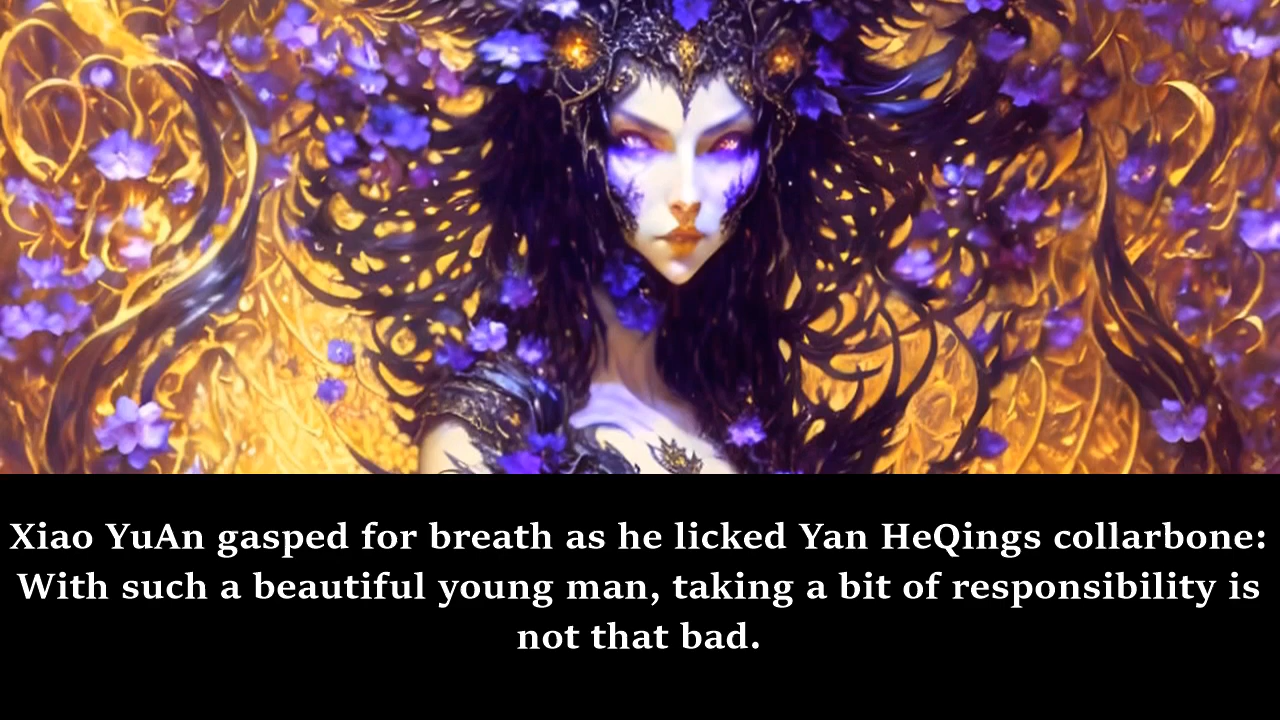 Xiao YuAn gasped for breath as he licked Yan HeQings collarbone:
With such a beautiful young man, taking a bit of responsibility is
not that bad.